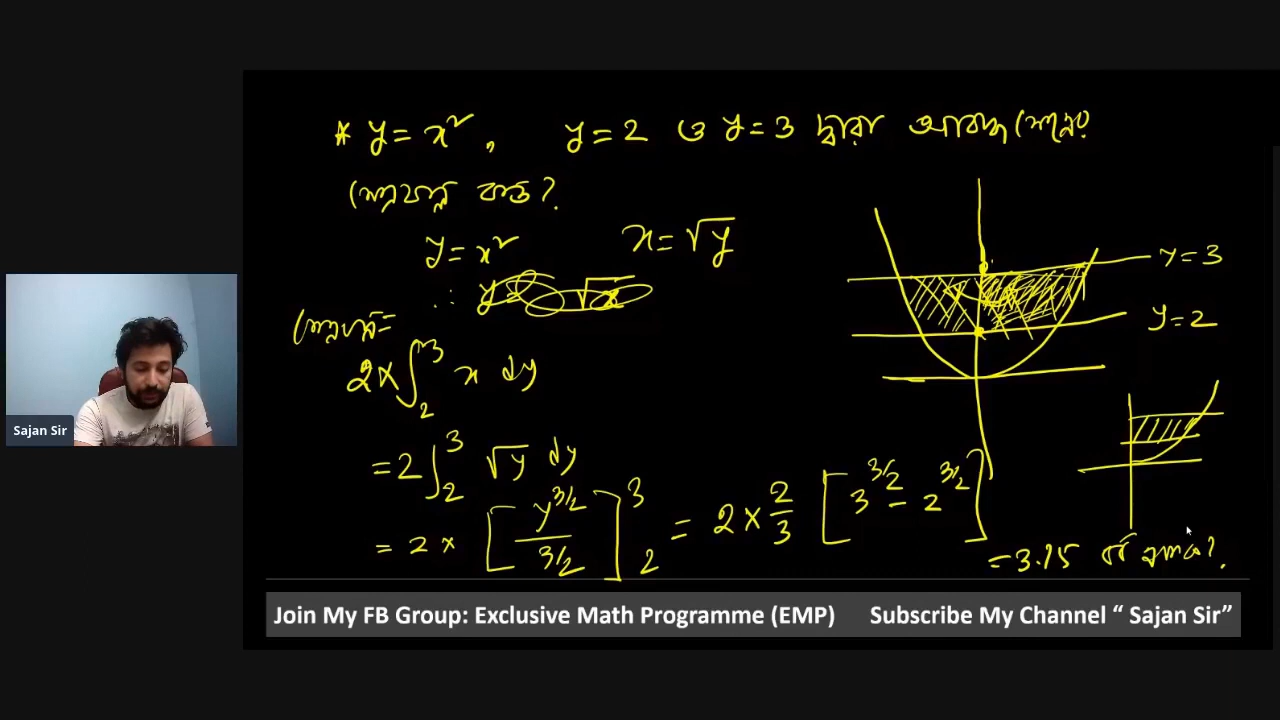 * y = x², y = 2 ও y = 3 দ্বারা আবদ্ধ ক্ষেত্রের
ক্ষেত্রফল কত?
y = x² x = √y
ক্ষেত্রফল =
2 × ∫₂³ x dy
= 2 ∫₂³ √y dy
= 2 × [y^{3/2} / 3/2]₂³ = 2 × 2/3 [3^{3/2} - 2^{3/2}]
= 3.15 বর্গ একক।
y = 3
y = 2
Sajan Sir
Join My FB Group: Exclusive Math Programme (EMP) Subscribe My Channel “ Sajan Sir”